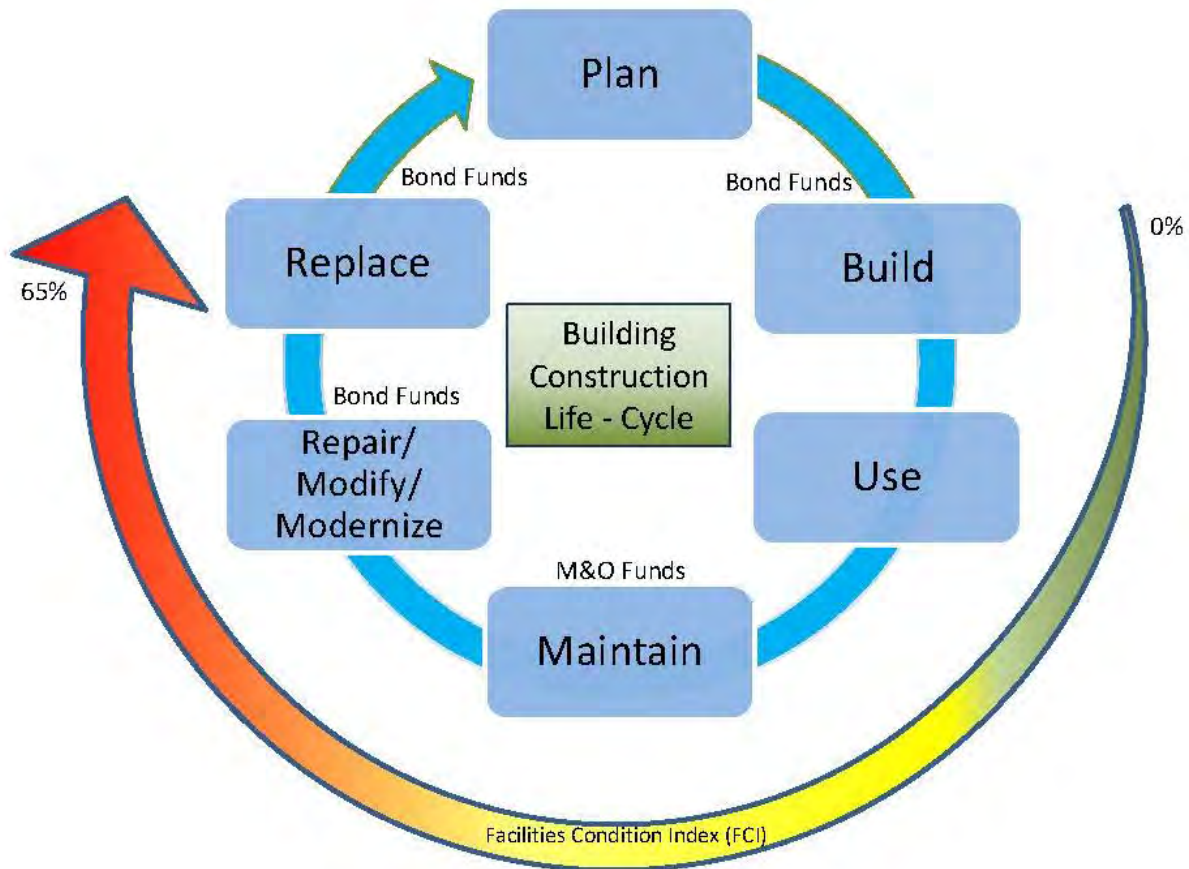 Plan
Bond Funds
Bond Funds
Replace
Build
0%
65%
Building
Construction
Life - Cycle
Bond Funds
Repair/
Modify/
Modernize
Use
M&O Funds
Maintain
Facilities Condition Index (FCI)